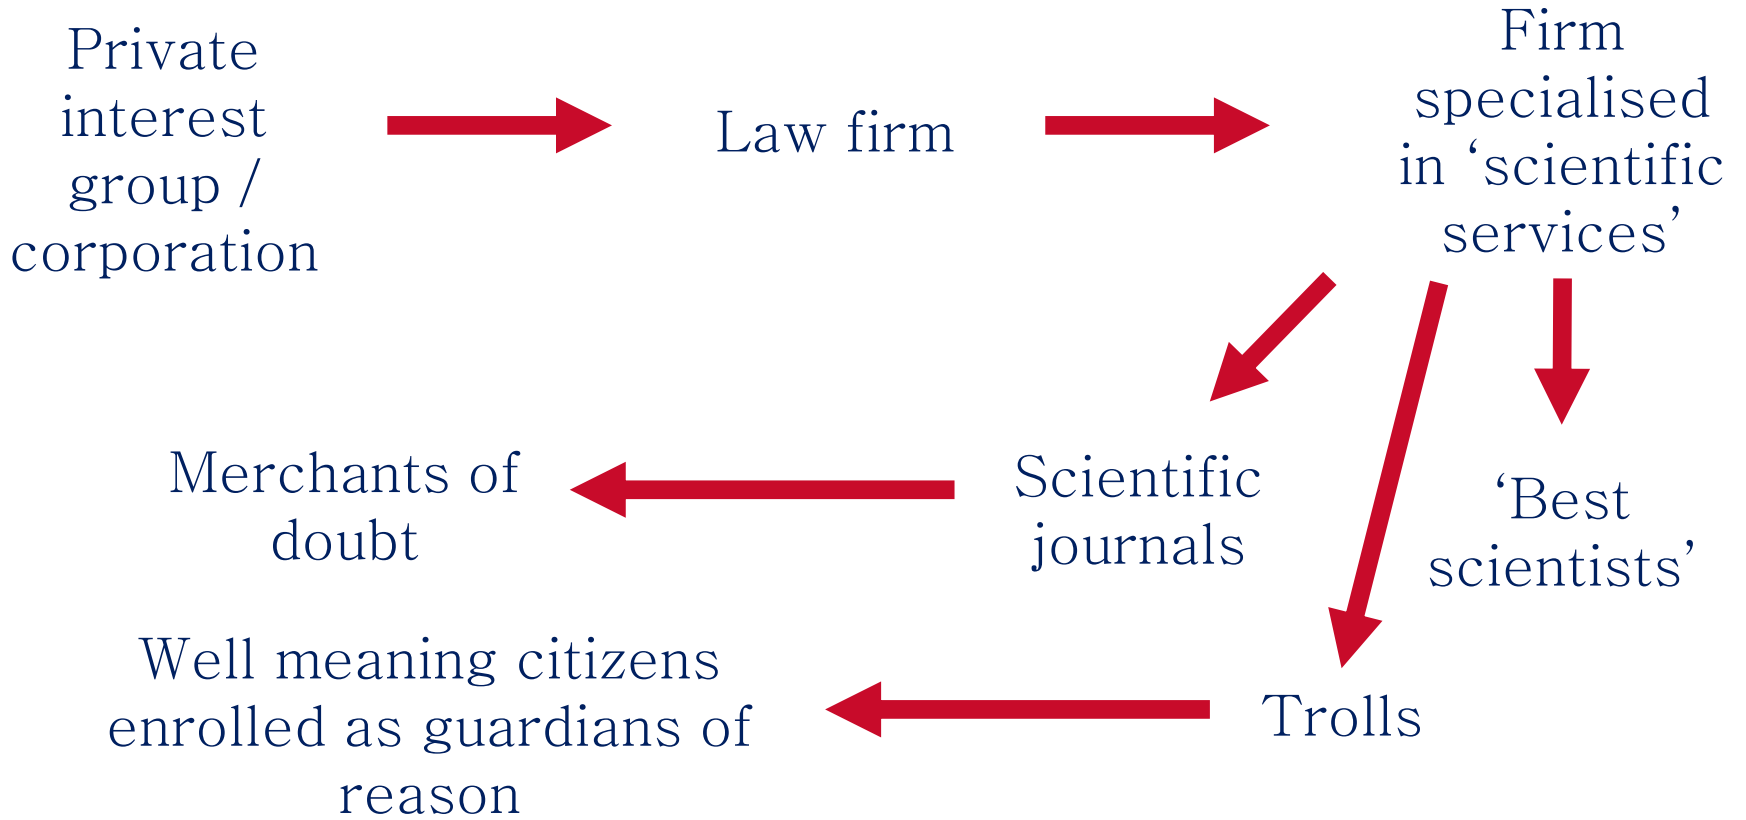 Private
interest
group /
corporation
Law firm
Firm
specialised
in ‘scientific
services’
Merchants of
doubt
Scientific
journals
‘Best
scientists’
Well meaning citizens
enrolled as guardians of
reason
Trolls